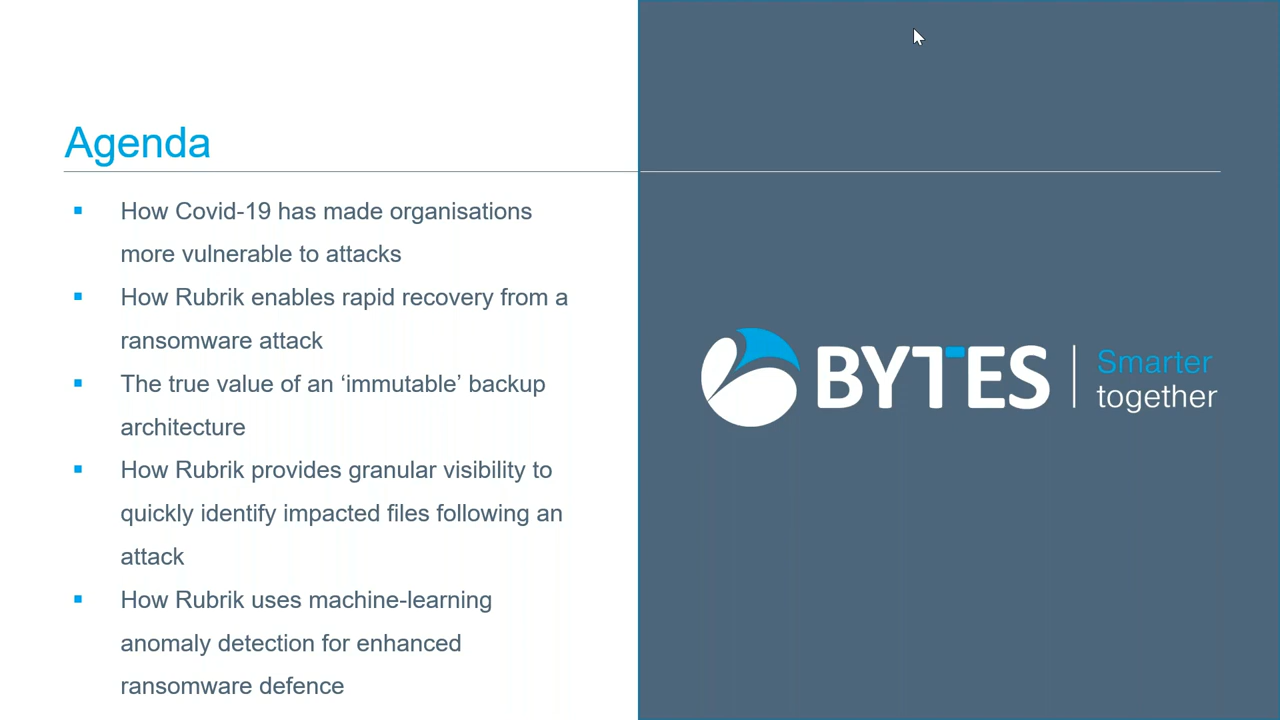 Agenda
▪ How Covid-19 has made organisations
more vulnerable to attacks
▪ How Rubrik enables rapid recovery from a
ransomware attack
▪ The true value of an ‘immutable’ backup
architecture
▪ How Rubrik provides granular visibility to
quickly identify impacted files following an
attack
▪ How Rubrik uses machine-learning
anomaly detection for enhanced
ransomware defence
BYTES
Smarter
together